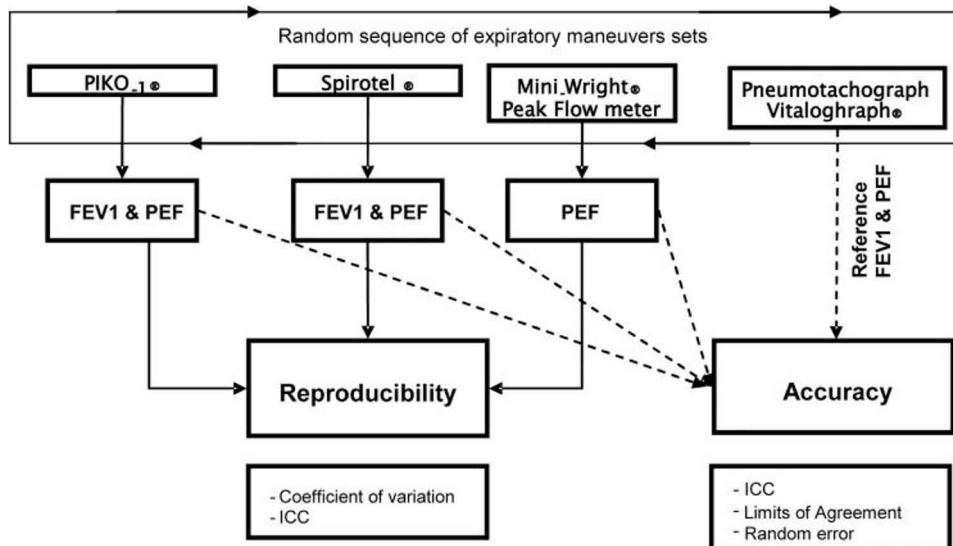 Random sequence of expiratory maneuvers sets
PIKO-1®
Spirotel ®
Mini-Wright®
Peak Flow meter
Pneumotachograph
Vitaloghraph®
FEV1 & PEF
FEV1 & PEF
PEF
Reference
FEV1 & PEF
Reproducibility
Accuracy
- Coefficient of variation
- ICC
- ICC
- Limits of Agreement
- Random error